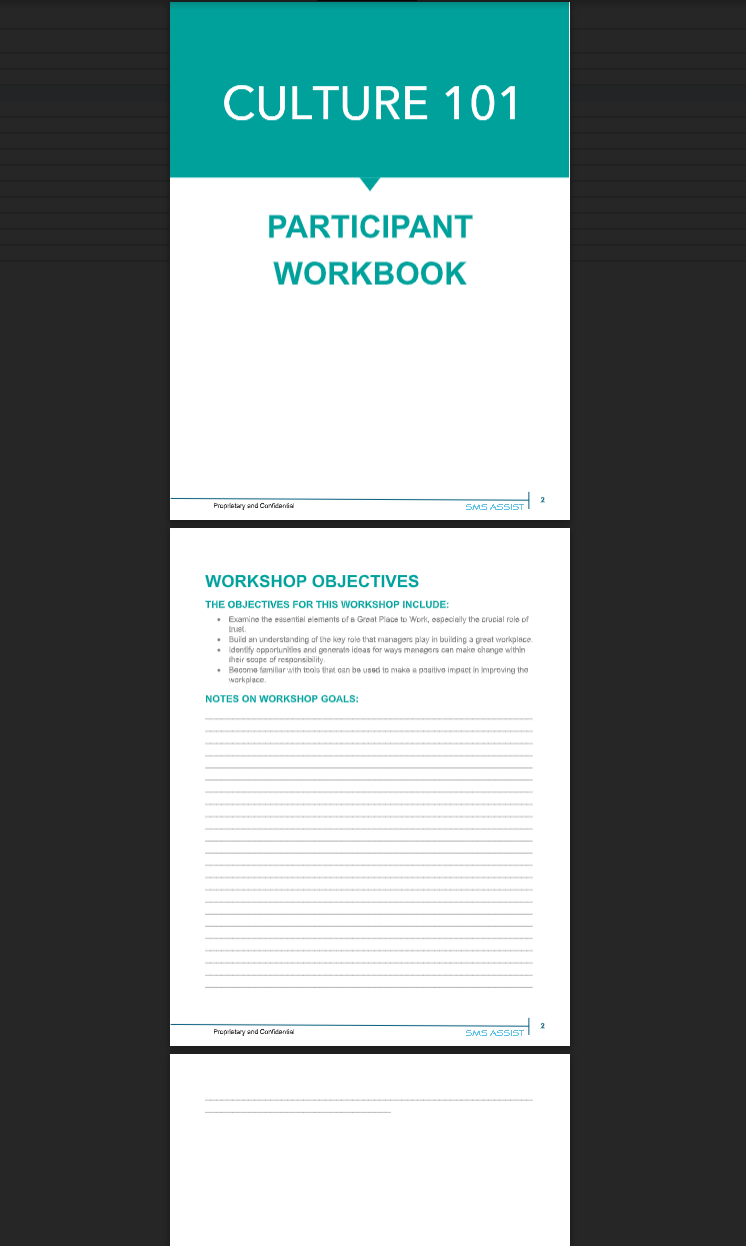 CULTURE 101
PARTICIPANT
WORKBOOK
Proprietary and Confidential
SMS ASSIST
2
WORKSHOP OBJECTIVES
THE OBJECTIVES FOR THIS WORKSHOP INCLUDE:
• Examine the essential elements of a Great Place to Work, especially the crucial role of
trust.
• Build an understanding of the key role that managers play in building a great workplace.
• Identify opportunities and generate ideas for ways managers can make change within
their scope of responsibility.
• Become familiar with tools that can be used to make a positive impact in improving the
workplace.
NOTES ON WORKSHOP GOALS:
Proprietary and Confidential
SMS ASSIST
2